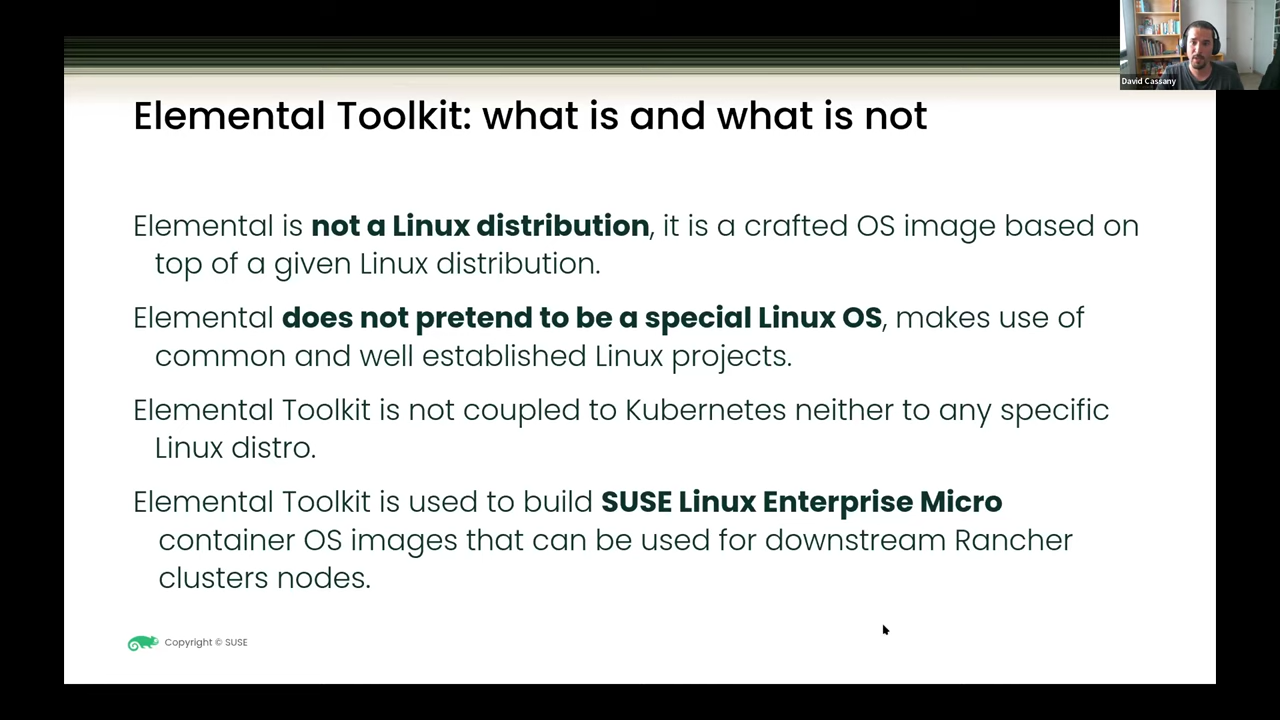 David Cassany
Elemental Toolkit: what is and what is not
Elemental is not a Linux distribution, it is a crafted OS image based on
top of a given Linux distribution.
Elemental does not pretend to be a special Linux OS, makes use of
common and well established Linux projects.
Elemental Toolkit is not coupled to Kubernetes neither to any specific
Linux distro.
Elemental Toolkit is used to build SUSE Linux Enterprise Micro
container OS images that can be used for downstream Rancher
clusters nodes.
Copyright © SUSE